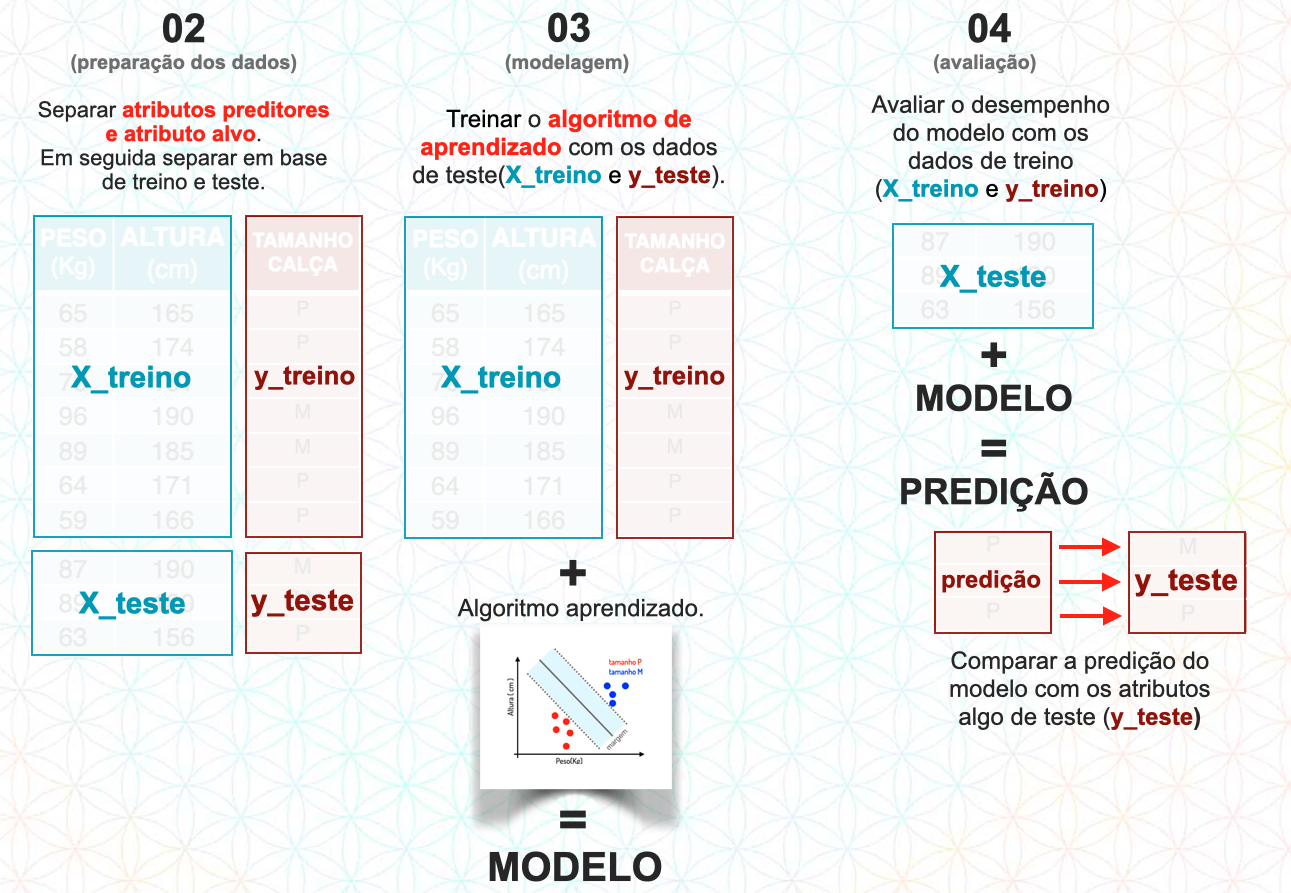 02
(preparação dos dados)
Separar atributos preditores
e atributo alvo.
Em seguida separar em base
de treino e teste.
PESO
(Kg)
ALTURA
(cm)
TAMANHO
CALÇA
65 165 P
58 174 P
X_treino
y_treino
96 190 M
89 185 M
64 171 P
59 166 P
87 190 M
X_teste
y_teste
63 156 P
03
(modelagem)
Treinar o algoritmo de
aprendizado com os dados
de teste(X_treino e y_teste).
PESO
(Kg)
ALTURA
(cm)
TAMANHO
CALÇA
65 165 P
58 174 P
X_treino
y_treino
96 190 M
89 185 M
64 171 P
59 166 P
+
Algoritmo aprendizado.
tamanho P
tamanho M
Altura(cm)
margem
Peso(Kg)
=
MODELO
04
(avaliação)
Avaliar o desempenho
do modelo com os
dados de treino
(X_treino e y_treino)
87 190
X_teste
63 156
+
MODELO
=
PREDIÇÃO
P M
predição
y_teste
P P
Comparar a predição do
modelo com os atributos
algo de teste (y_teste)